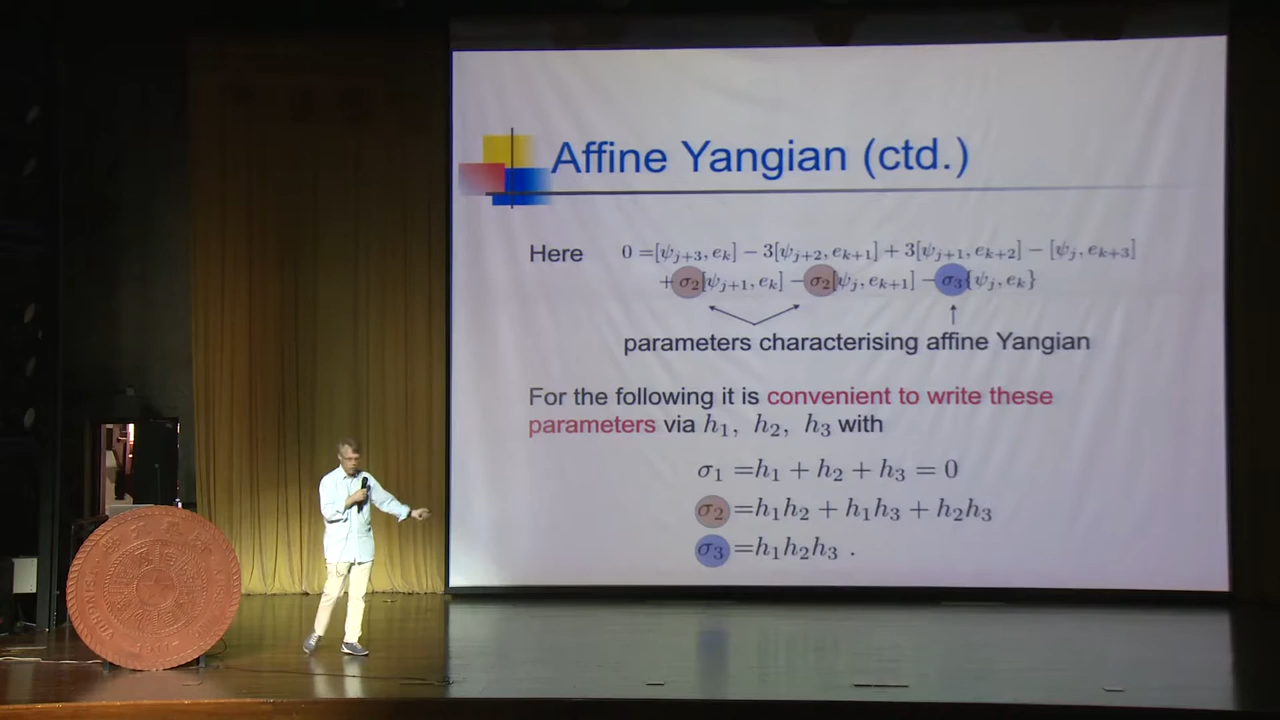 Affine Yangian (ctd.)
Here 0 =[ψ_{j+3}, e_k] − 3[ψ_{j+2}, e_{k+1}] + 3[ψ_{j+1}, e_{k+2}] − [ψ_j, e_{k+3}]
+ σ_2[ψ_{j+1}, e_k] − σ_2[ψ_j, e_{k+1}] − σ_3{ψ_j, e_k}
parameters characterising affine Yangian
For the following it is convenient to write these
parameters via h_1, h_2, h_3 with
σ_1 =h_1 + h_2 + h_3 = 0
σ_2 =h_1h_2 + h_1h_3 + h_2h_3
σ_3 =h_1h_2h_3 .
1911